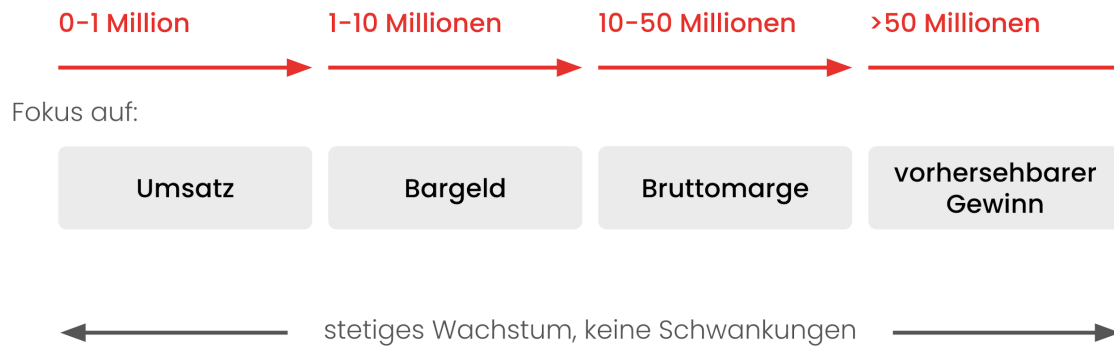 0-1 Million
1-10 Millionen
10-50 Millionen
>50 Millionen
Fokus auf:
Umsatz
Bargeld
Bruttomarge
vorhersehbarer
Gewinn
stetiges Wachstum, keine Schwankungen